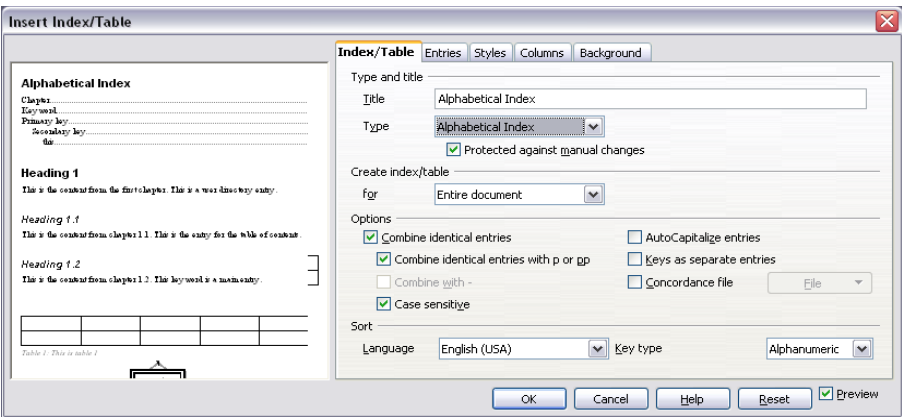 Insert Index/Table
Alphabetical Index
Chapter
Key word
Primary key
Secondary key
this
Heading 1
This is the content from the first chapter. This is a user directory entry.
Heading 1.1
This is the content from chapter 1.1. This is the entry for the table of contents.
Heading 1.2
This is the content from chapter 1.2. This keyword is a main entry.
Table 1: This is table 1
Index/Table Entries Styles Columns Background
Type and title
Title Alphabetical Index
Type Alphabetical Index
Protected against manual changes
Create index/table
for Entire document
Options
Combine identical entries AutoCapitalize entries
Combine identical entries with p or pp Keys as separate entries
Combine with - Concordance file File
Case sensitive
Sort
Language English (USA) Key type Alphanumeric
OK Cancel Help Reset Preview